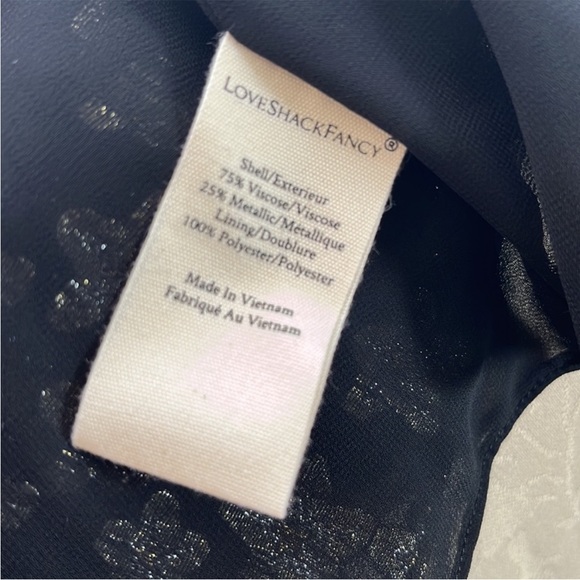 LOVESHACKFANCY®
Shell/Exterieur
75% Viscose/Viscose
25% Metallic/Metallique
Lining/Doublure
100% Polyester/Polyester
Made In Vietnam
Fabriqué Au Vietnam